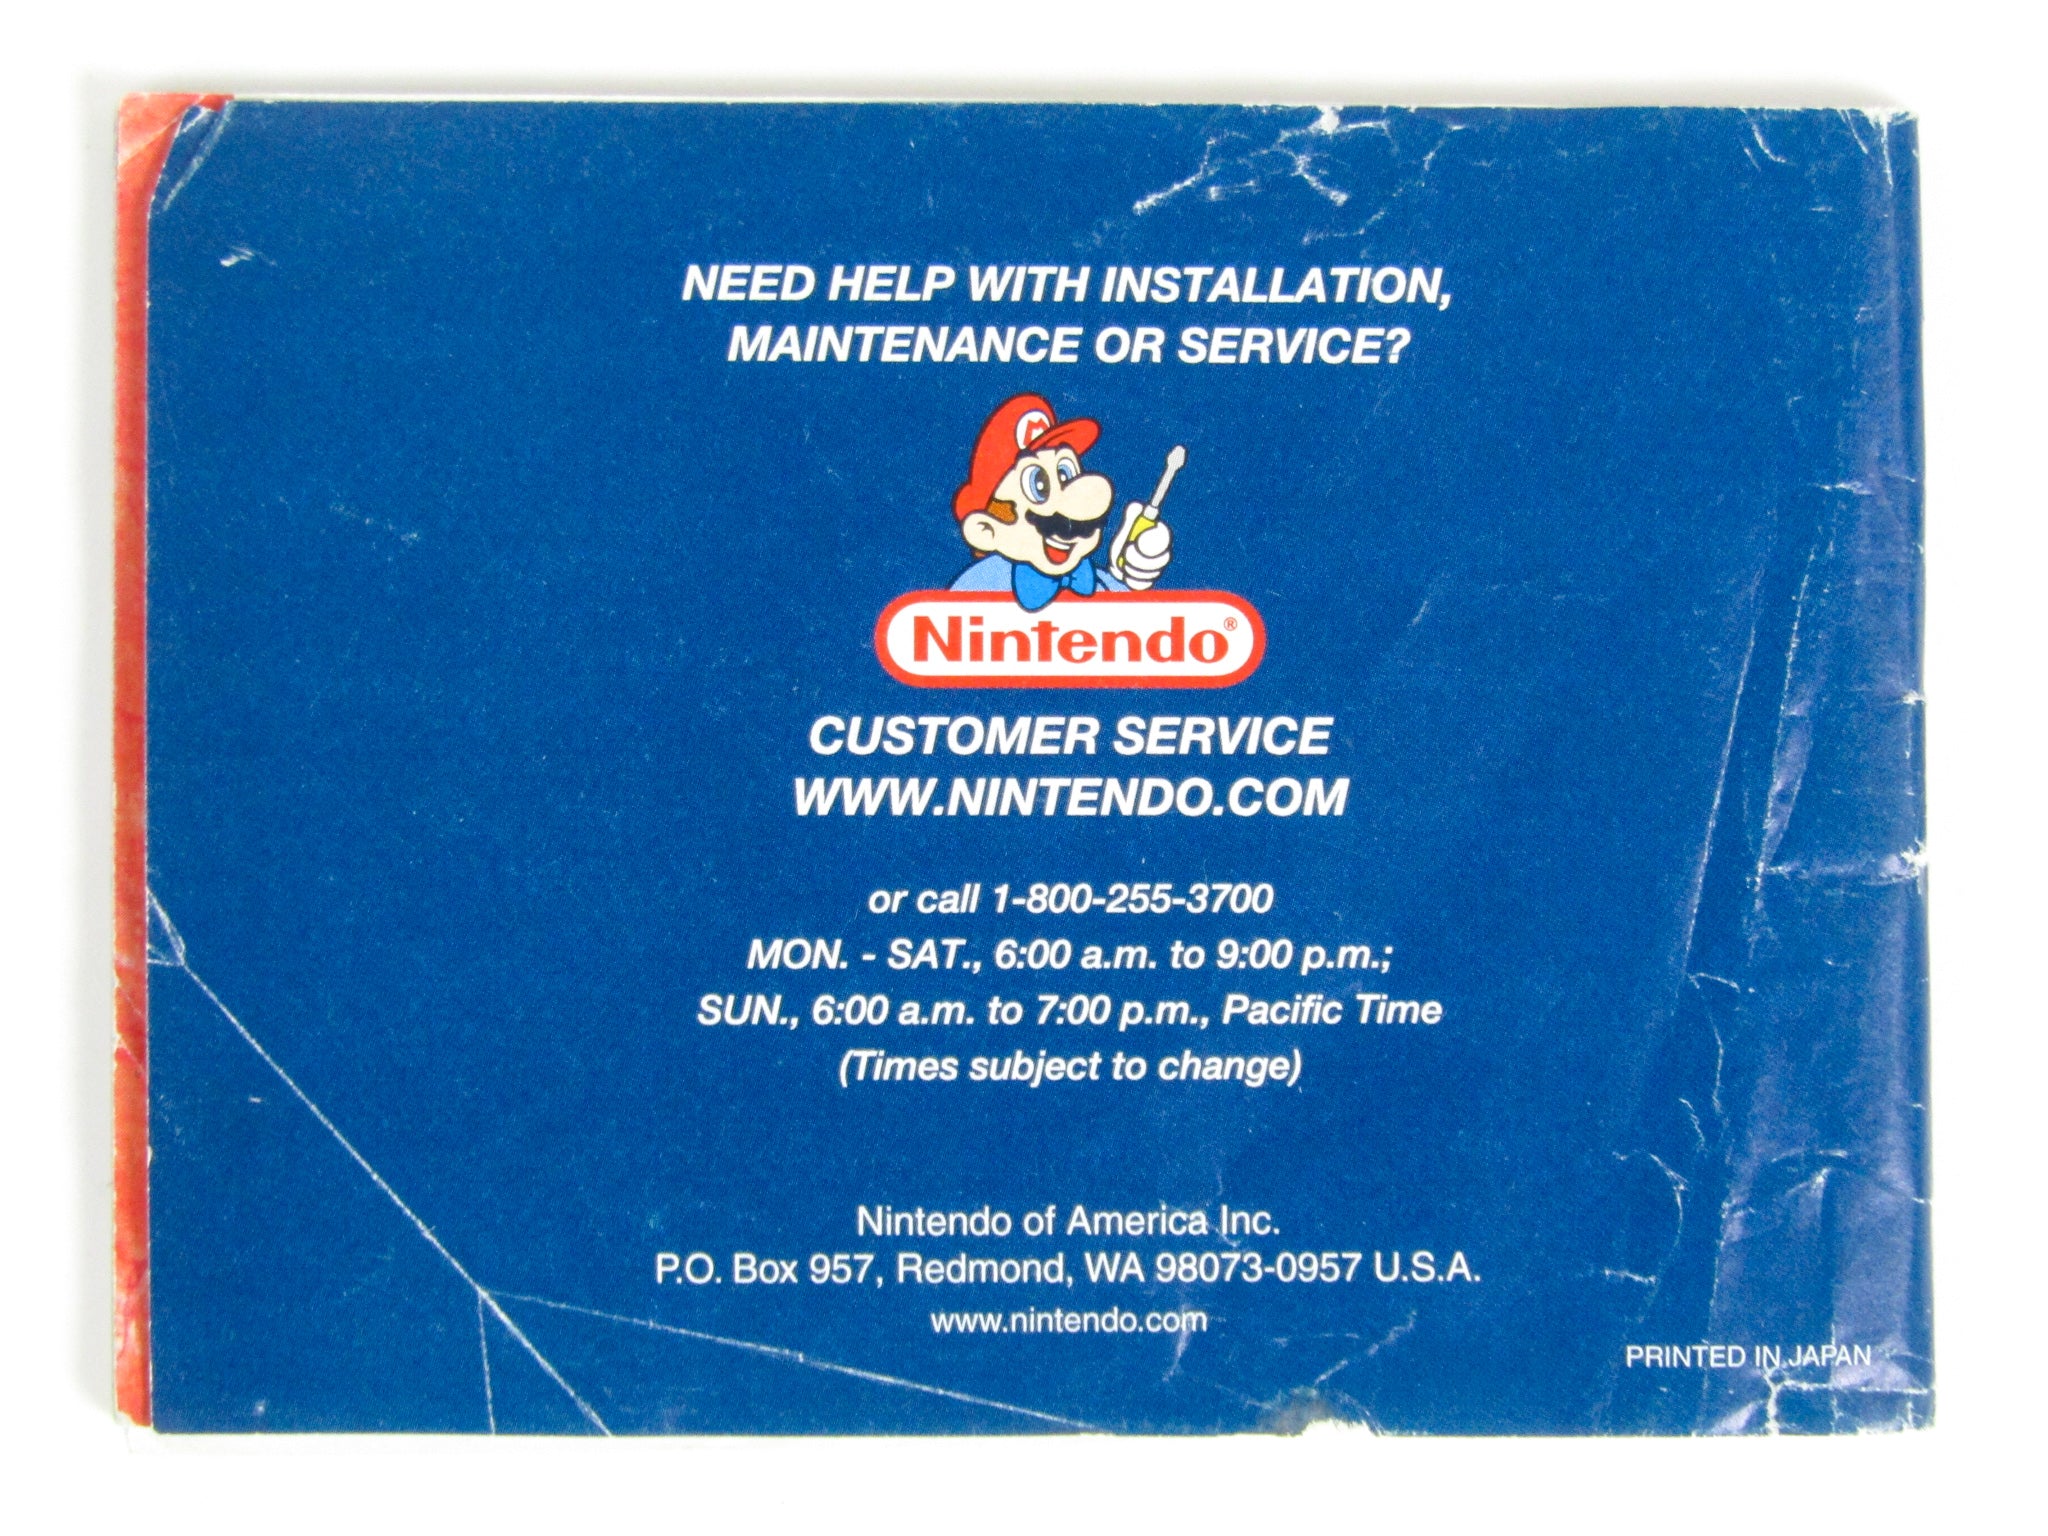 NEED HELP WITH INSTALLATION,
MAINTENANCE OR SERVICE?
M
Nintendo®
CUSTOMER SERVICE
WWW.NINTENDO.COM
or call 1-800-255-3700
MON. - SAT., 6:00 a.m. to 9:00 p.m.;
SUN., 6:00 a.m. to 7:00 p.m., Pacific Time
(Times subject to change)
Nintendo of America Inc.
P.O. Box 957, Redmond, WA 98073-0957 U.S.A.
www.nintendo.com
PRINTED IN JAPAN